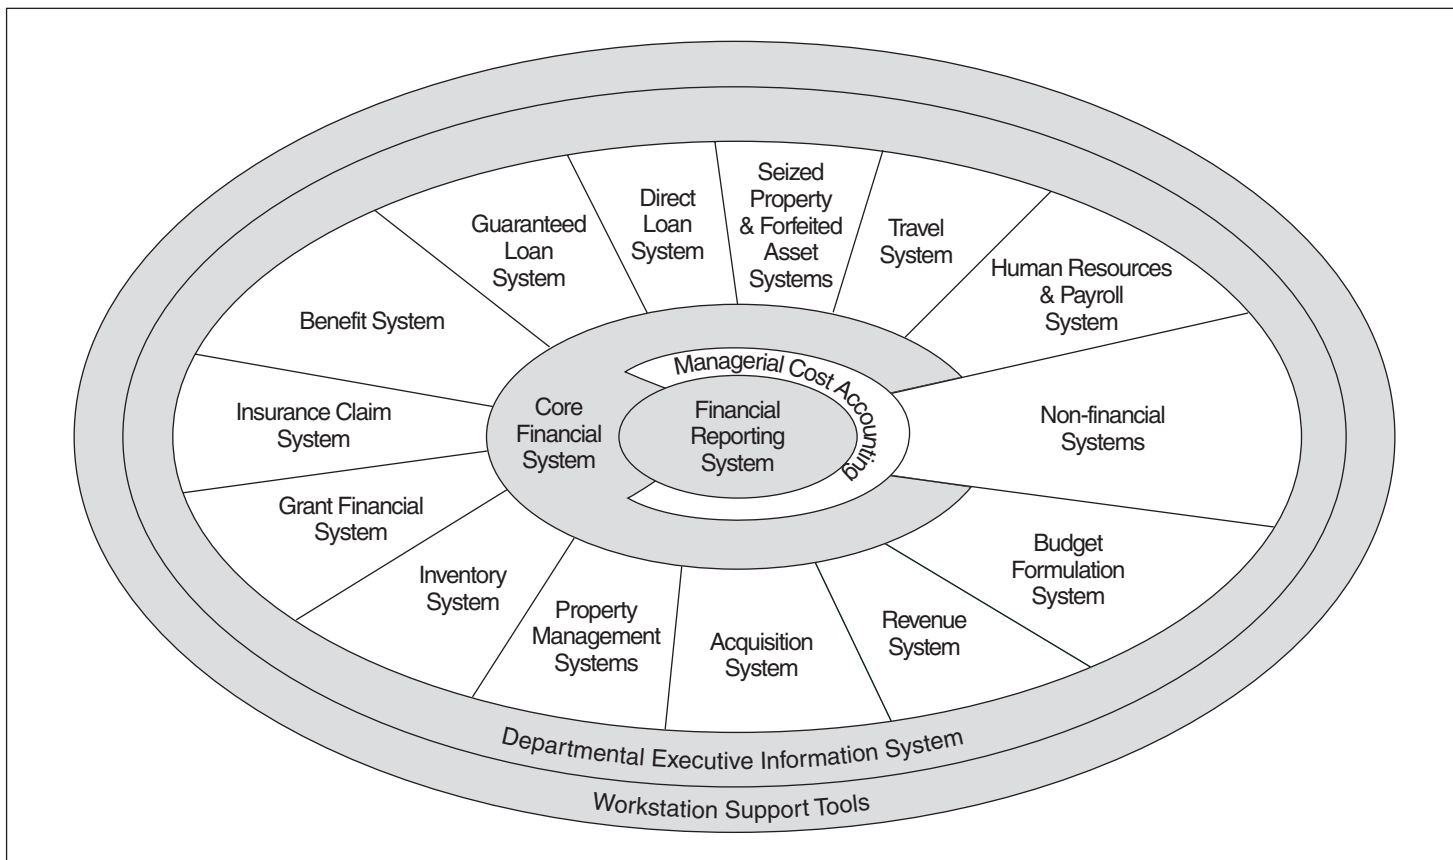 Seized
Property
& Forfeited
Asset
Systems
Direct
Loan
System
Guaranteed
Loan
System
Travel
System
Human Resources
& Payroll
System
Benefit System
Managerial Cost Accounting
Insurance Claim
System
Core
Financial
System
Financial
Reporting
System
Non-financial
Systems
Grant Financial
System
Inventory
System
Property
Management
Systems
Acquisition
System
Revenue
System
Budget
Formulation
System
Departmental Executive Information System
Workstation Support Tools